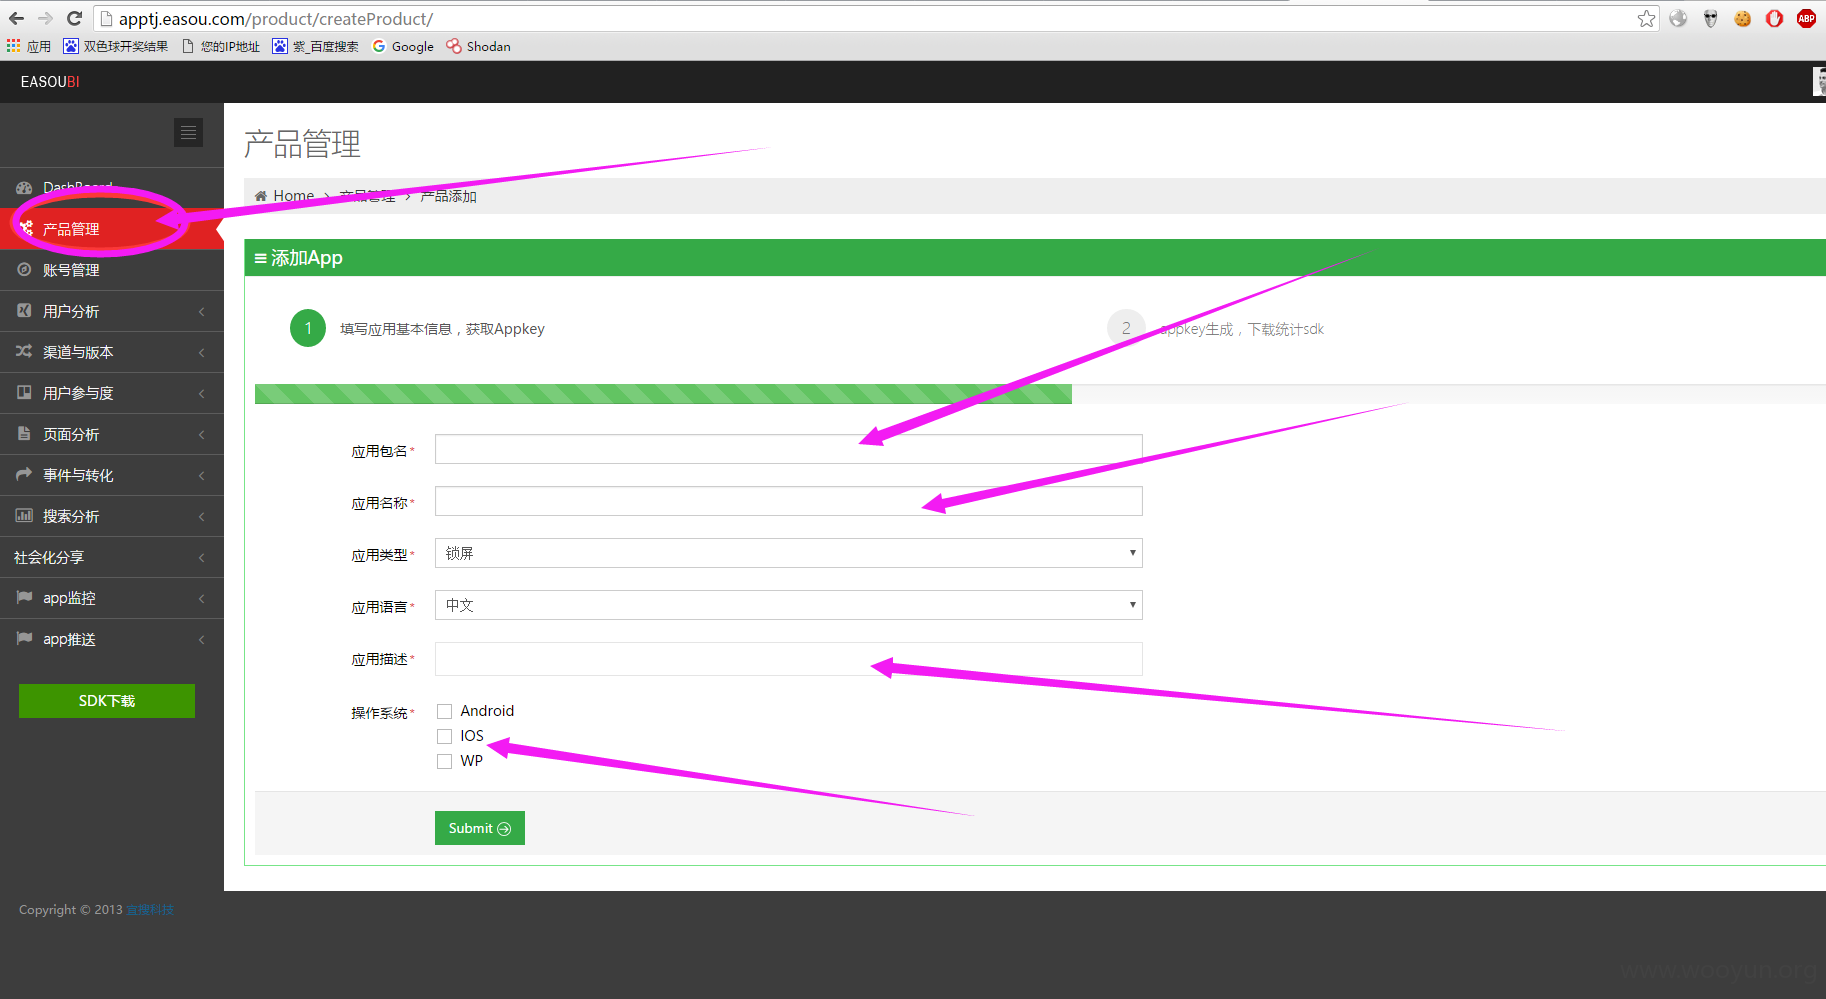 apptj.easou.com/product/createProduct/
应用 双色球开奖结果 您的IP地址 紫_百度搜索 Google Shodan
EASOUBI
产品管理
DashBoard
Home 产品管理 产品添加
产品管理
账号管理
添加App
用户分析
1 填写应用基本信息，获取Appkey
2 appkey生成，下载统计sdk
渠道与版本
用户参与度
页面分析
应用包名*
事件与转化
应用名称*
搜索分析
应用类型* 锁屏
社会化分享
app监控
应用语言* 中文
app推送
应用描述*
SDK下载
操作系统* Android
IOS
WP
Submit
Copyright © 2013 宜搜科技
www.wooyun.org
ABP